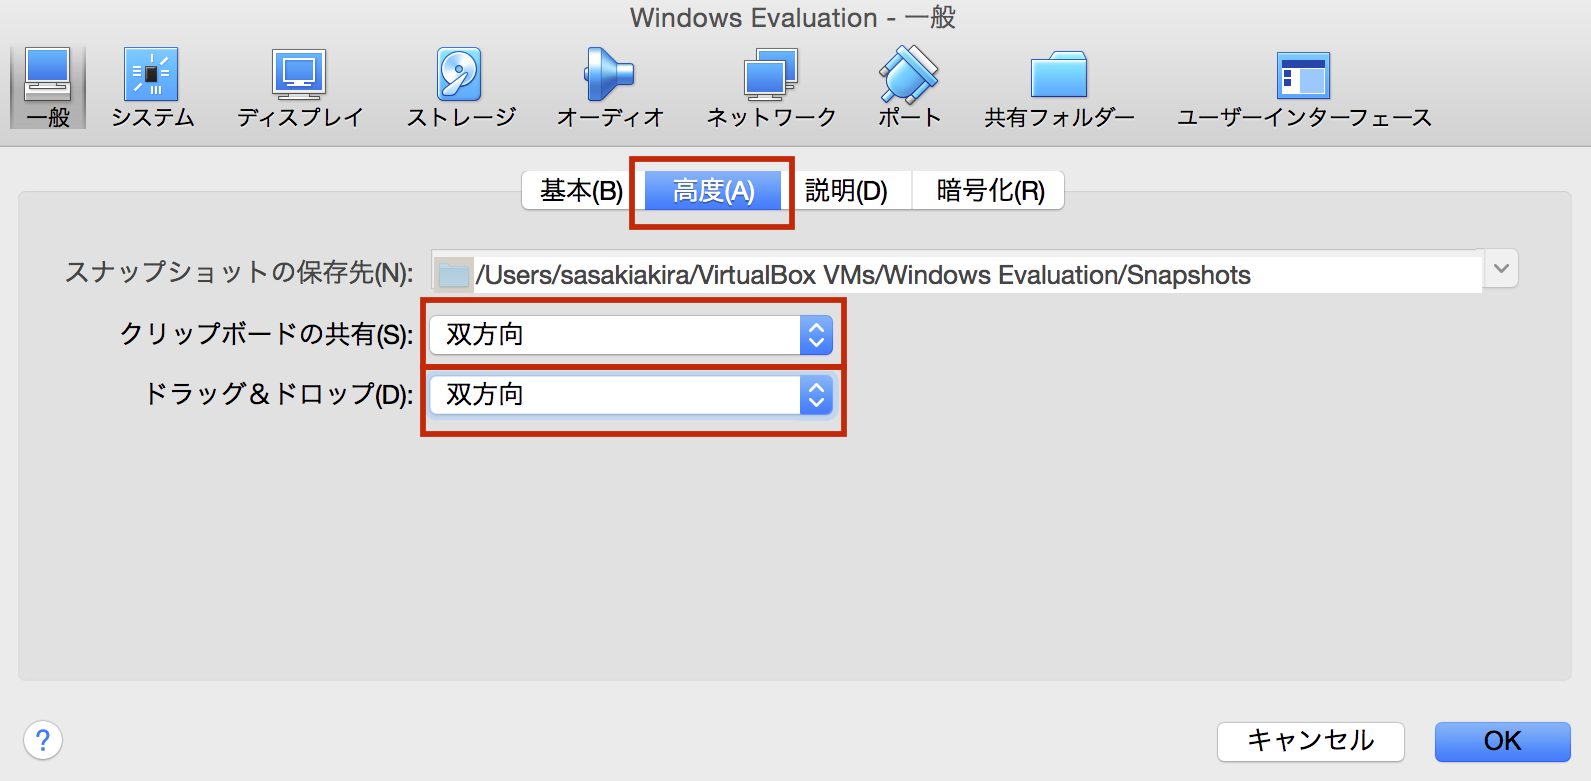 Windows Evaluation - 一般
一般 システム ディスプレイ ストレージ オーディオ ネットワーク ポート 共有フォルダー ユーザーインターフェース
基本(B) 高度(A) 説明(D) 暗号化(R)
スナップショットの保存先(N): /Users/sasakiakira/VirtualBox VMs/Windows Evaluation/Snapshots
クリップボードの共有(S): 双方向
ドラッグ＆ドロップ(D): 双方向
? キャンセル OK